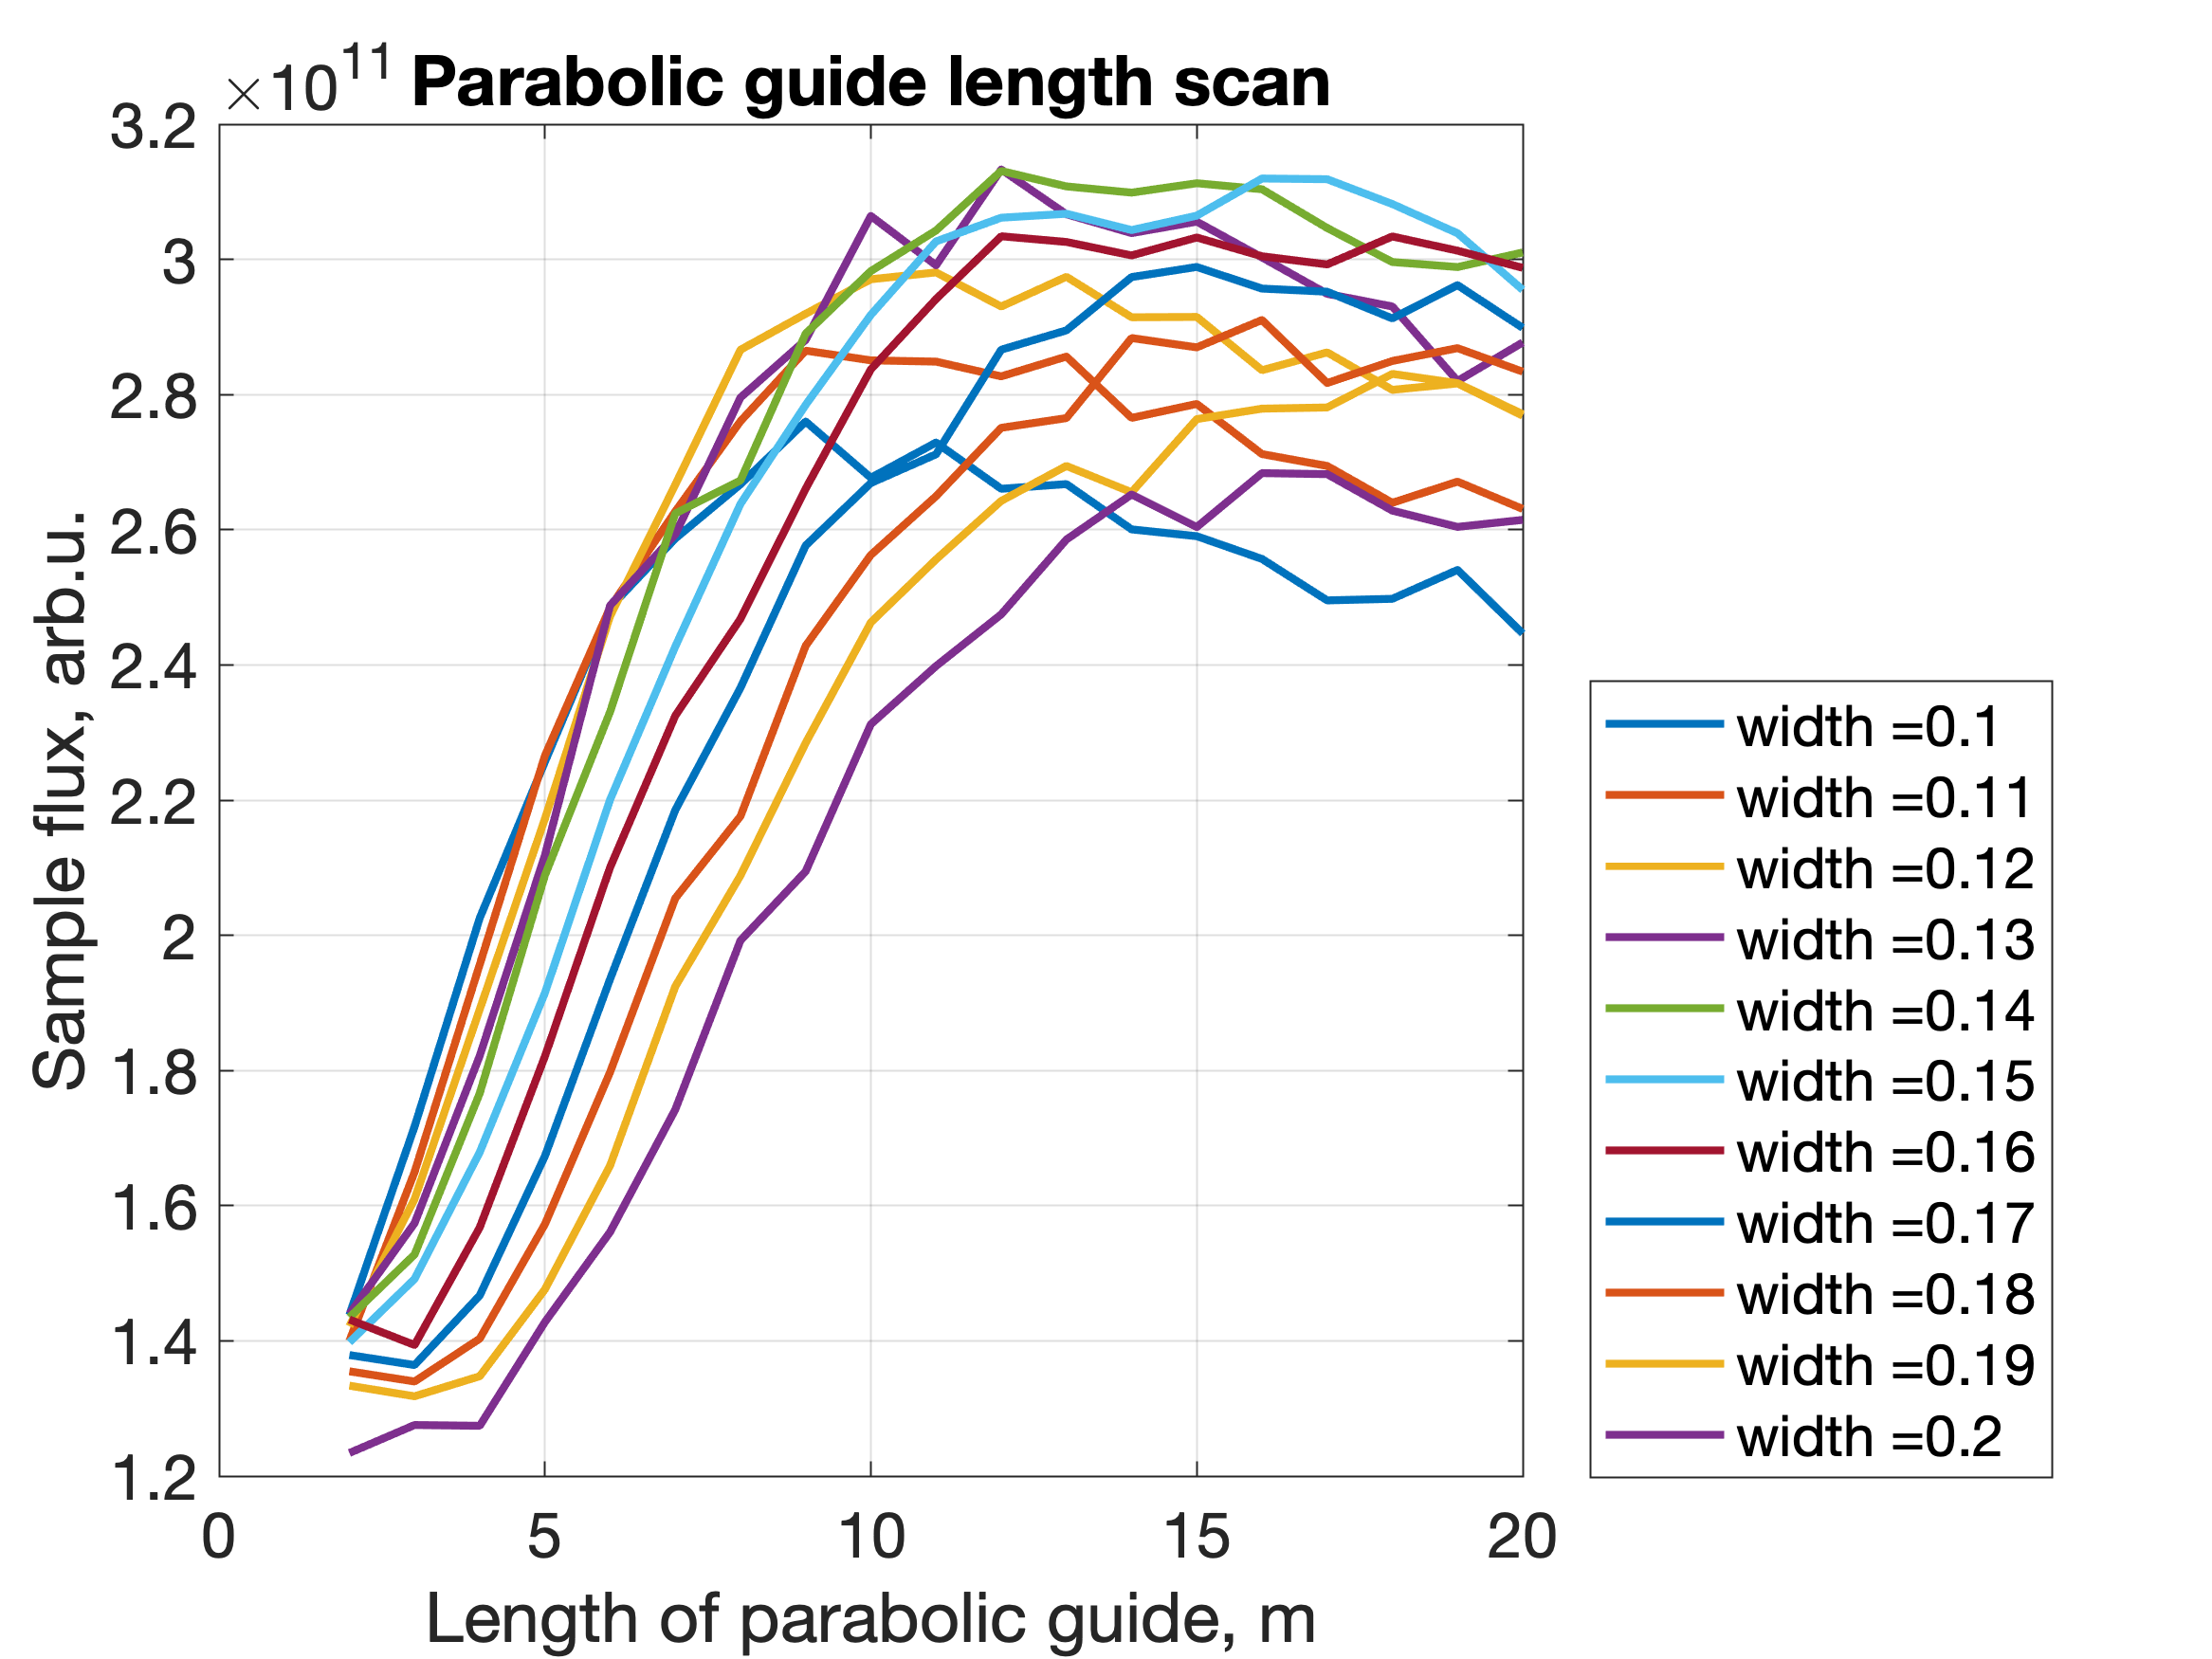 ×10^11 Parabolic guide length scan
3.2
3
2.8
2.6
2.4
2.2
2
1.8
1.6
1.4
1.2
Sample flux, arb.u.
0 5 10 15 20
Length of parabolic guide, m
width =0.1
width =0.11
width =0.12
width =0.13
width =0.14
width =0.15
width =0.16
width =0.17
width =0.18
width =0.19
width =0.2